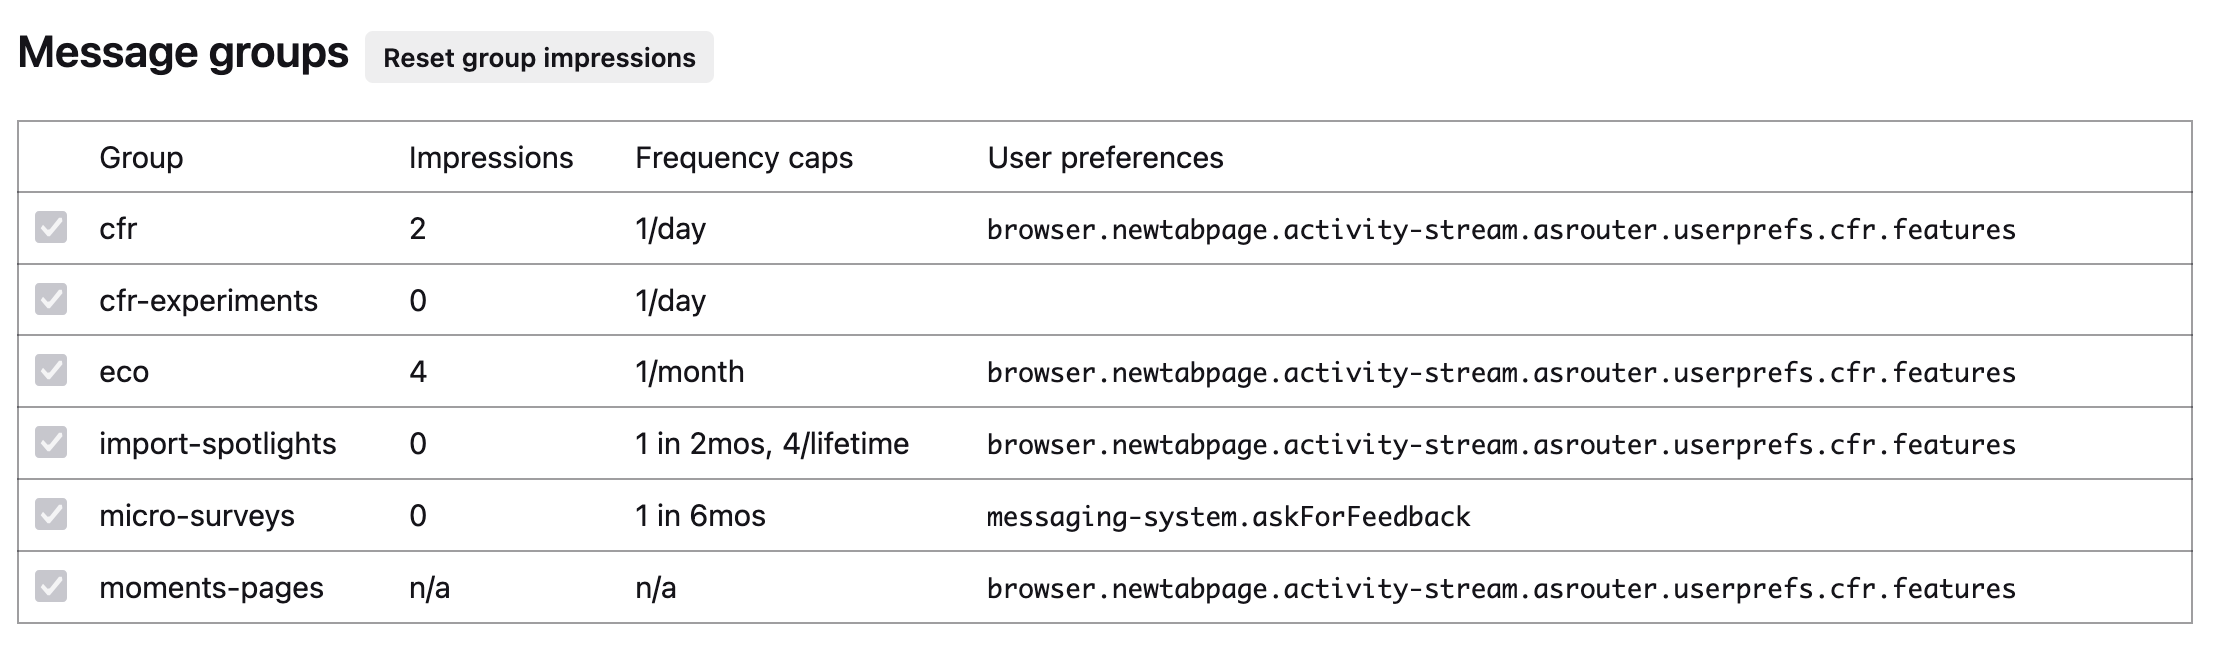 Message groups Reset group impressions
Group Impressions Frequency caps User preferences
cfr 2 1/day browser.newtabpage.activity-stream.asrouter.userprefs.cfr.features
cfr-experiments 0 1/day
eco 4 1/month browser.newtabpage.activity-stream.asrouter.userprefs.cfr.features
import-spotlights 0 1 in 2mos, 4/lifetime browser.newtabpage.activity-stream.asrouter.userprefs.cfr.features
micro-surveys 0 1 in 6mos messaging-system.askForFeedback
moments-pages n/a n/a browser.newtabpage.activity-stream.asrouter.userprefs.cfr.features